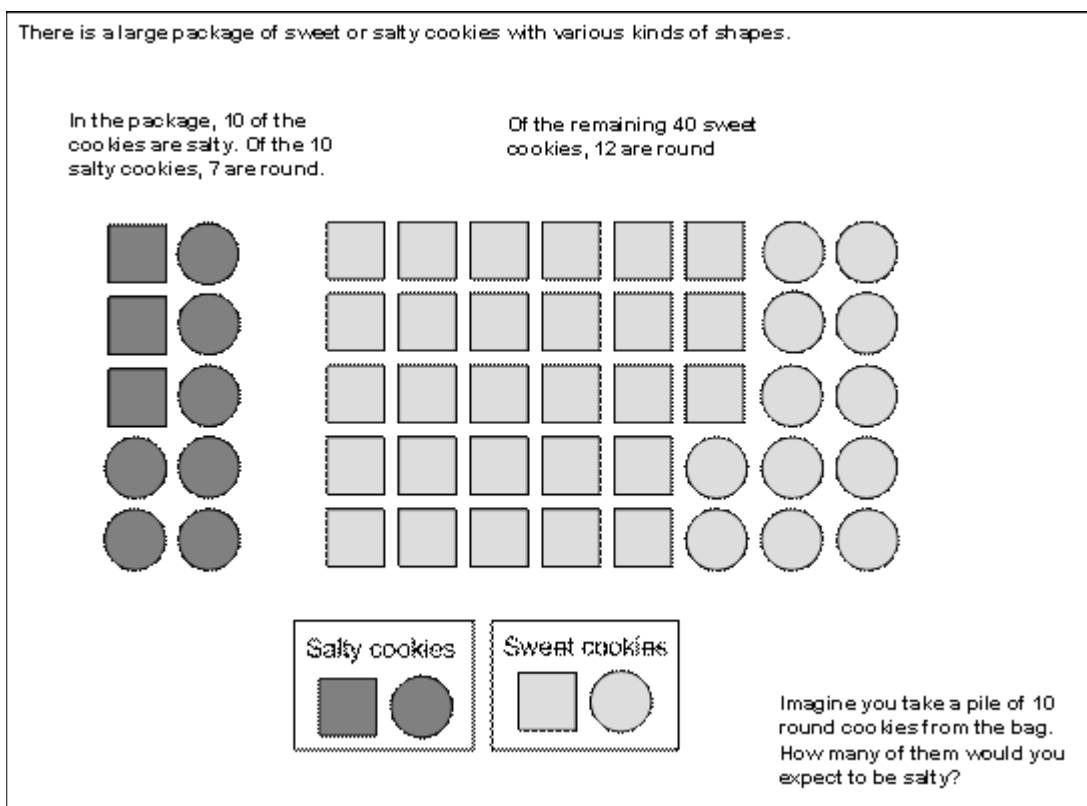 There is a large package of sweet or salty cookies with various kinds of shapes.
In the package, 10 of the
cookies are salty. Of the 10
salty cookies, 7 are round.
Of the remaining 40 sweet
cookies, 12 are round
Salty cookies
Sweet cookies
Imagine you take a pile of 10
round cookies from the bag.
How many of them would you
expect to be salty?